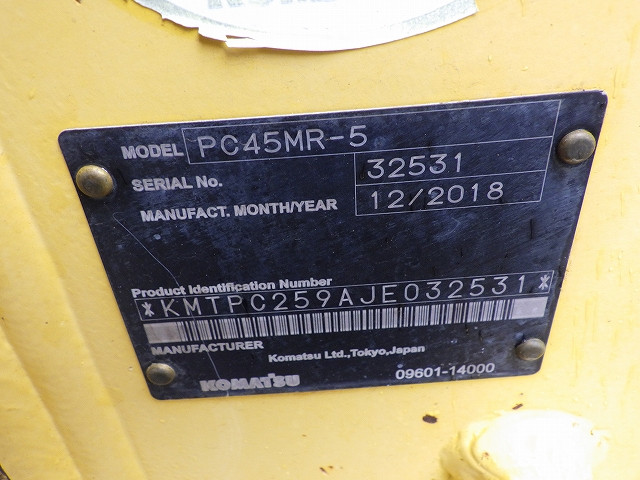 MODEL PC45MR-5
SERIAL No. 32531
MANUFACT. MONTH/YEAR 12/2018
Product Identification Number
*KMTPC259AJE032531*
MANUFACTURER
Komatsu Ltd.,Tokyo,Japan
KOMATSU 09601-14000